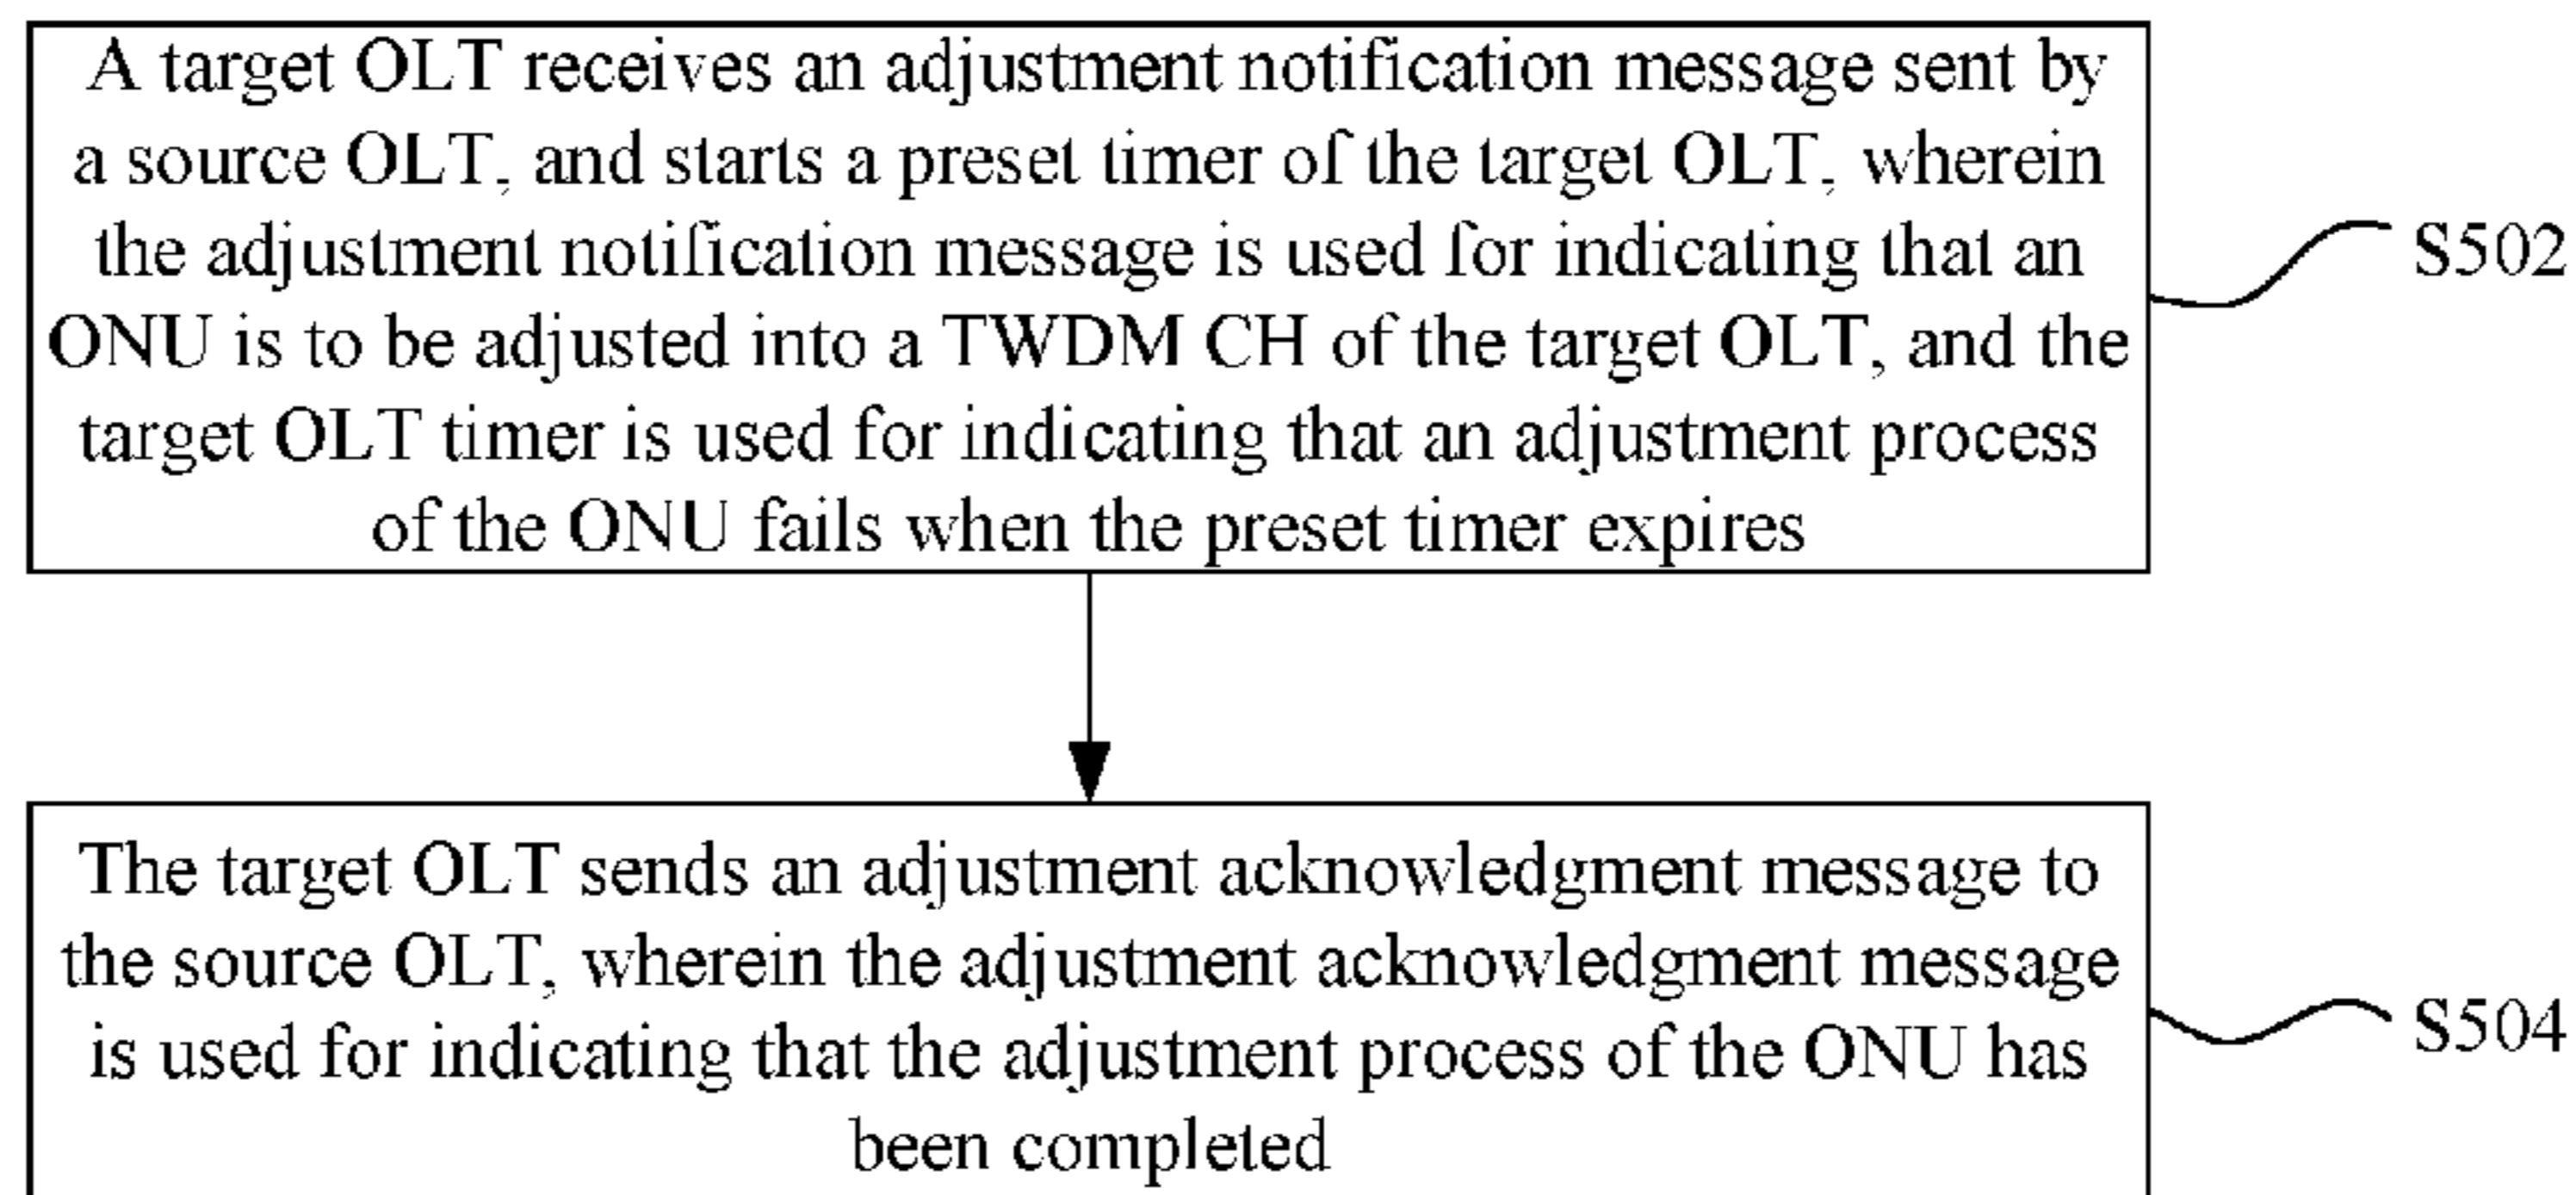 A target OLT receives an adjustment notification message sent by
a source OLT, and starts a preset timer of the target OLT, wherein
the adjustment notification message is used for indicating that an
ONU is to be adjusted into a TWDM CH of the target OLT, and the
target OLT timer is used for indicating that an adjustment process
of the ONU fails when the preset timer expires
S502
The target OLT sends an adjustment acknowledgment message to
the source OLT, wherein the adjustment acknowledgment message
is used for indicating that the adjustment process of the ONU has
been completed
S504